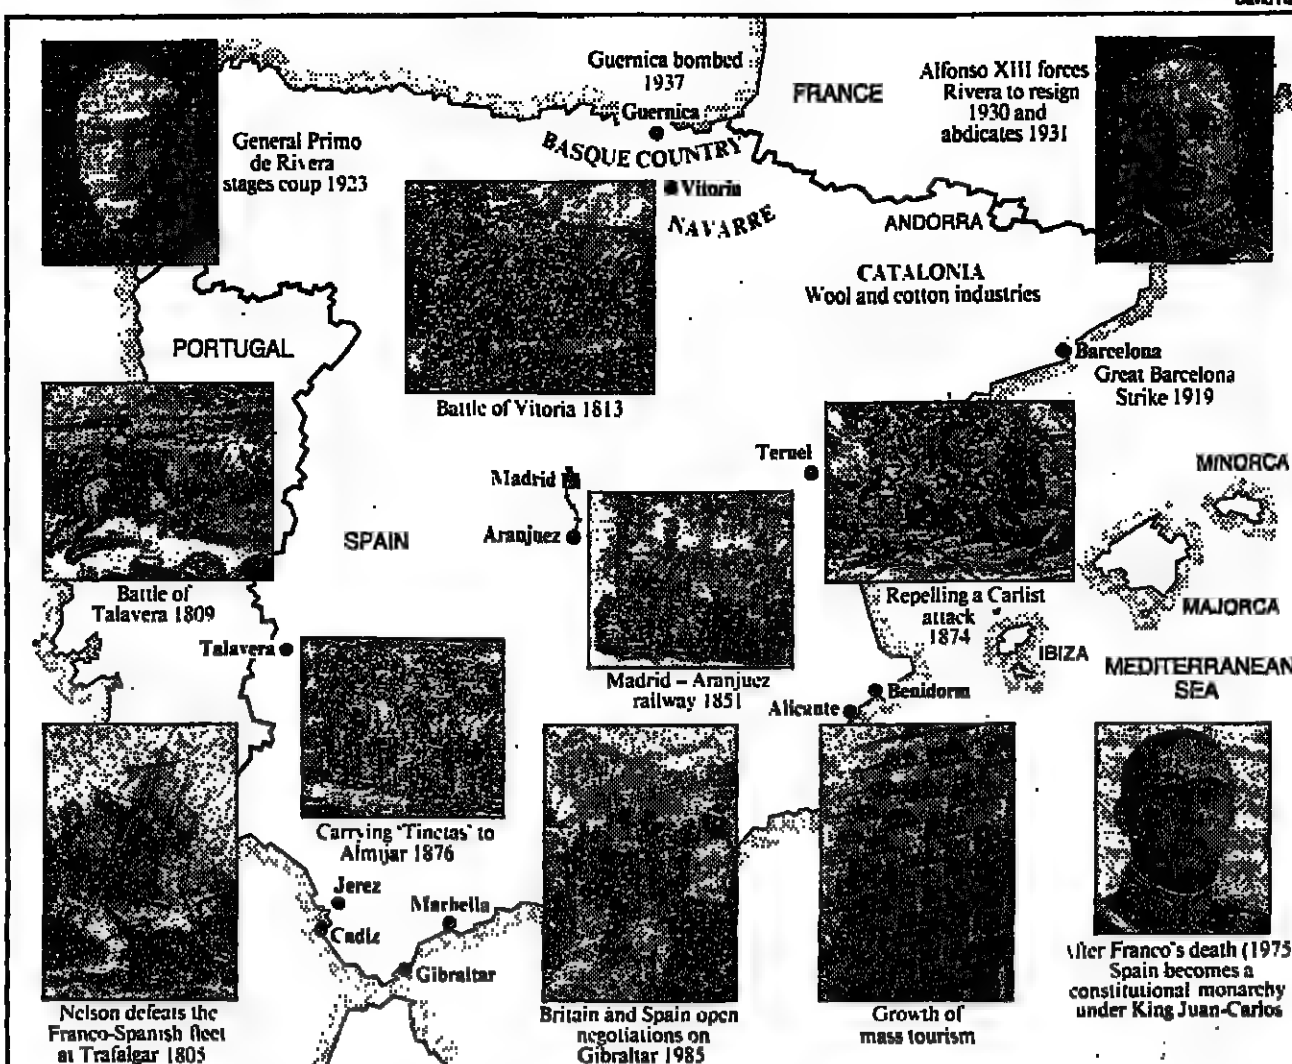 General Primo
de Rivera
stages coup 1923
Guernica bombed
1937
Guernica
BASQUE COUNTRY
Vitoria
NAVARRE
FRANCE
Alfonso XIII forces
Rivera to resign
1930 and
abdicates 1931
ANDORRA
CATALONIA
Wool and cotton industries
PORTUGAL
Barcelona
Great Barcelona
Strike 1919
Battle of Vitoria 1813
Teruel
Madrid
Aranjuez
SPAIN
MINORCA
MAJORCA
IBIZA
MEDITERRANEAN
SEA
Battle of
Talavera 1809
Talavera
Repelling a Carlist
attack
1874
Madrid – Aranjuez
railway 1851
Benidorm
Alicante
Carrying 'Tinetas' to
Almijar 1876
Jerez
Cadiz
Marbella
Gibraltar
Nelson defeats the
Franco-Spanish fleet
at Trafalgar 1805
Britain and Spain open
negotiations on
Gibraltar 1985
Growth of
mass tourism
After Franco's death (1975
Spain becomes a
constitutional monarchy
under King Juan-Carlos